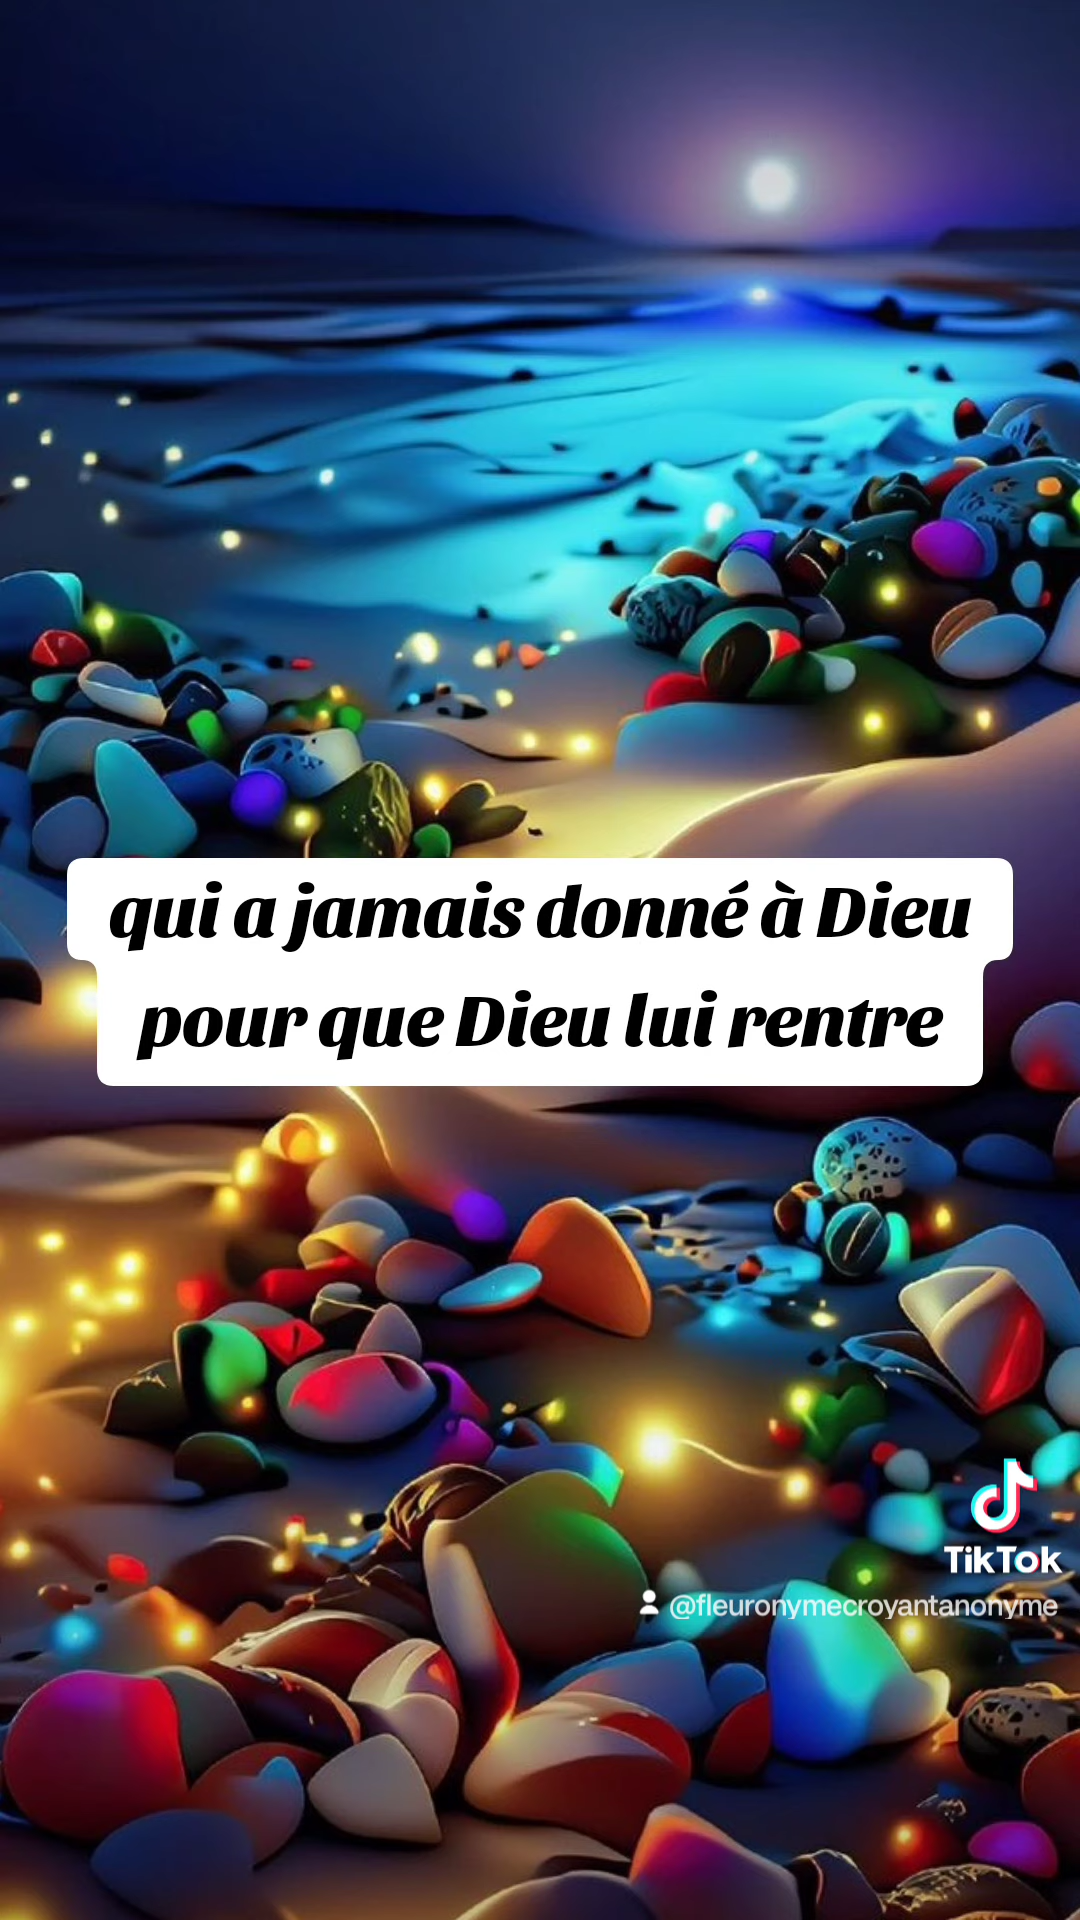 qui a jamais donné à Dieu
pour que Dieu lui rentre
TikTok
@fleuronymecroyantanonyme